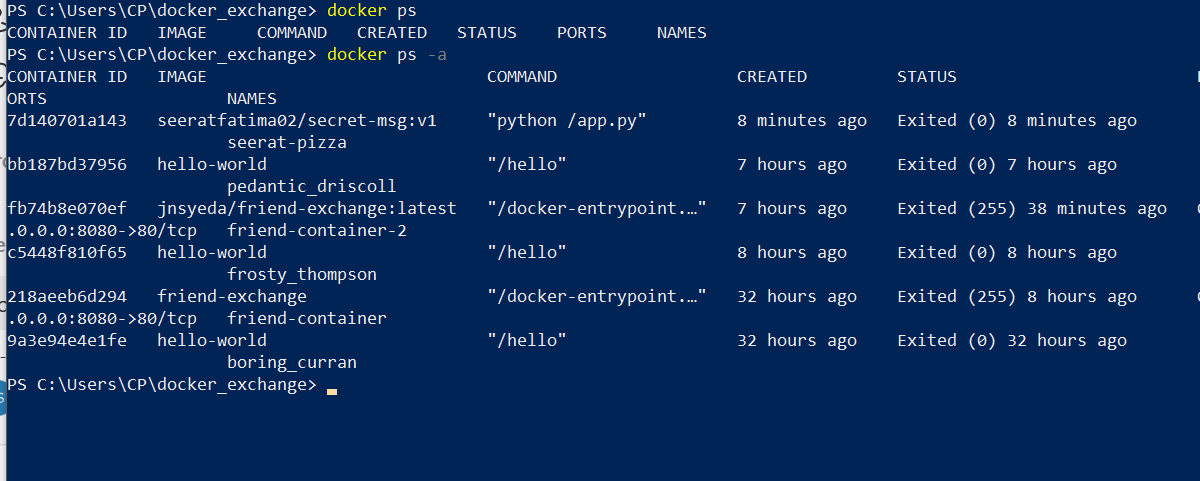 PS C:\Users\CP\docker_exchange> docker ps
CONTAINER ID   IMAGE     COMMAND   CREATED   STATUS    PORTS     NAMES
PS C:\Users\CP\docker_exchange> docker ps -a
CONTAINER ID   IMAGE                            COMMAND                  CREATED         STATUS
ORTS                  NAMES
7d140701a143   seeratfatima02/secret-msg:v1     "python /app.py"         8 minutes ago   Exited (0) 8 minutes ago
                      seerat-pizza
bb187bd37956   hello-world                      "/hello"                 7 hours ago     Exited (0) 7 hours ago
                      pedantic_driscoll
fb74b8e070ef   jnsyeda/friend-exchange:latest   "/docker-entrypoint.…"   7 hours ago     Exited (255) 38 minutes ago
.0.0.0:8080->80/tcp   friend-container-2
c5448f810f65   hello-world                      "/hello"                 8 hours ago     Exited (0) 8 hours ago
                      frosty_thompson
218aeeb6d294   friend-exchange                  "/docker-entrypoint.…"   32 hours ago    Exited (255) 8 hours ago
.0.0.0:8080->80/tcp   friend-container
9a3e94e4e1fe   hello-world                      "/hello"                 32 hours ago    Exited (0) 32 hours ago
                      boring_curran
PS C:\Users\CP\docker_exchange>